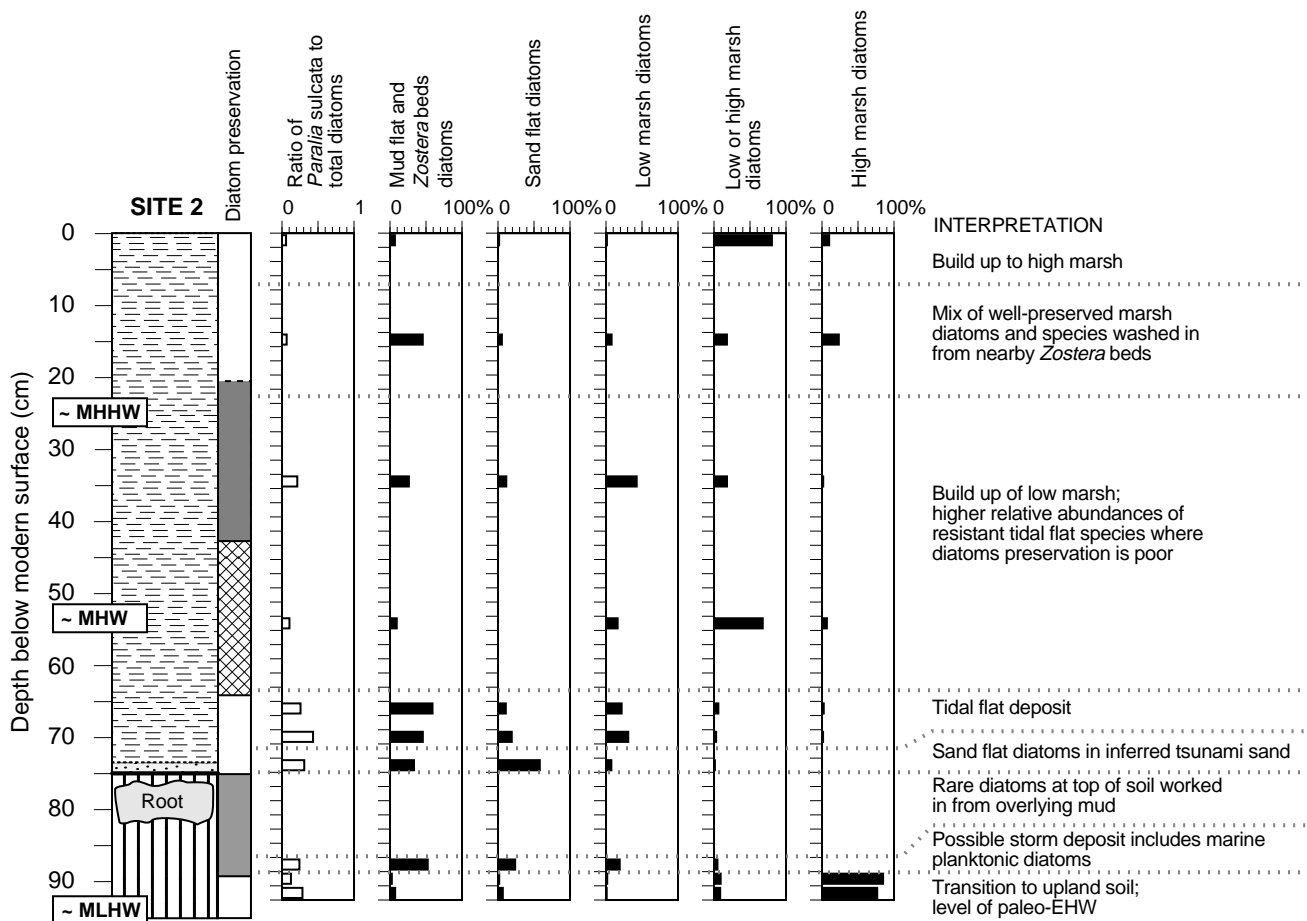 Diatom preservation
Ratio of
Paralia sulcata to
total diatoms
Mud flat and
Zostera beds
diatoms
Sand flat diatoms
Low marsh diatoms
Low or high marsh
diatoms
High marsh diatoms
SITE 2
0 1
0 100%
0 100%
0 100%
0 100%
0 100%
INTERPRETATION
Depth below modern surface (cm)
0
10
20
30
40
50
60
70
80
90
~ MHHW
~ MHW
~ MLHW
Root
Build up to high marsh
Mix of well-preserved marsh
diatoms and species washed in
from nearby Zostera beds
Build up of low marsh;
higher relative abundances of
resistant tidal flat species where
diatoms preservation is poor
Tidal flat deposit
Sand flat diatoms in inferred tsunami sand
Rare diatoms at top of soil worked
in from overlying mud
Possible storm deposit includes marine
planktonic diatoms
Transition to upland soil;
level of paleo-EHW